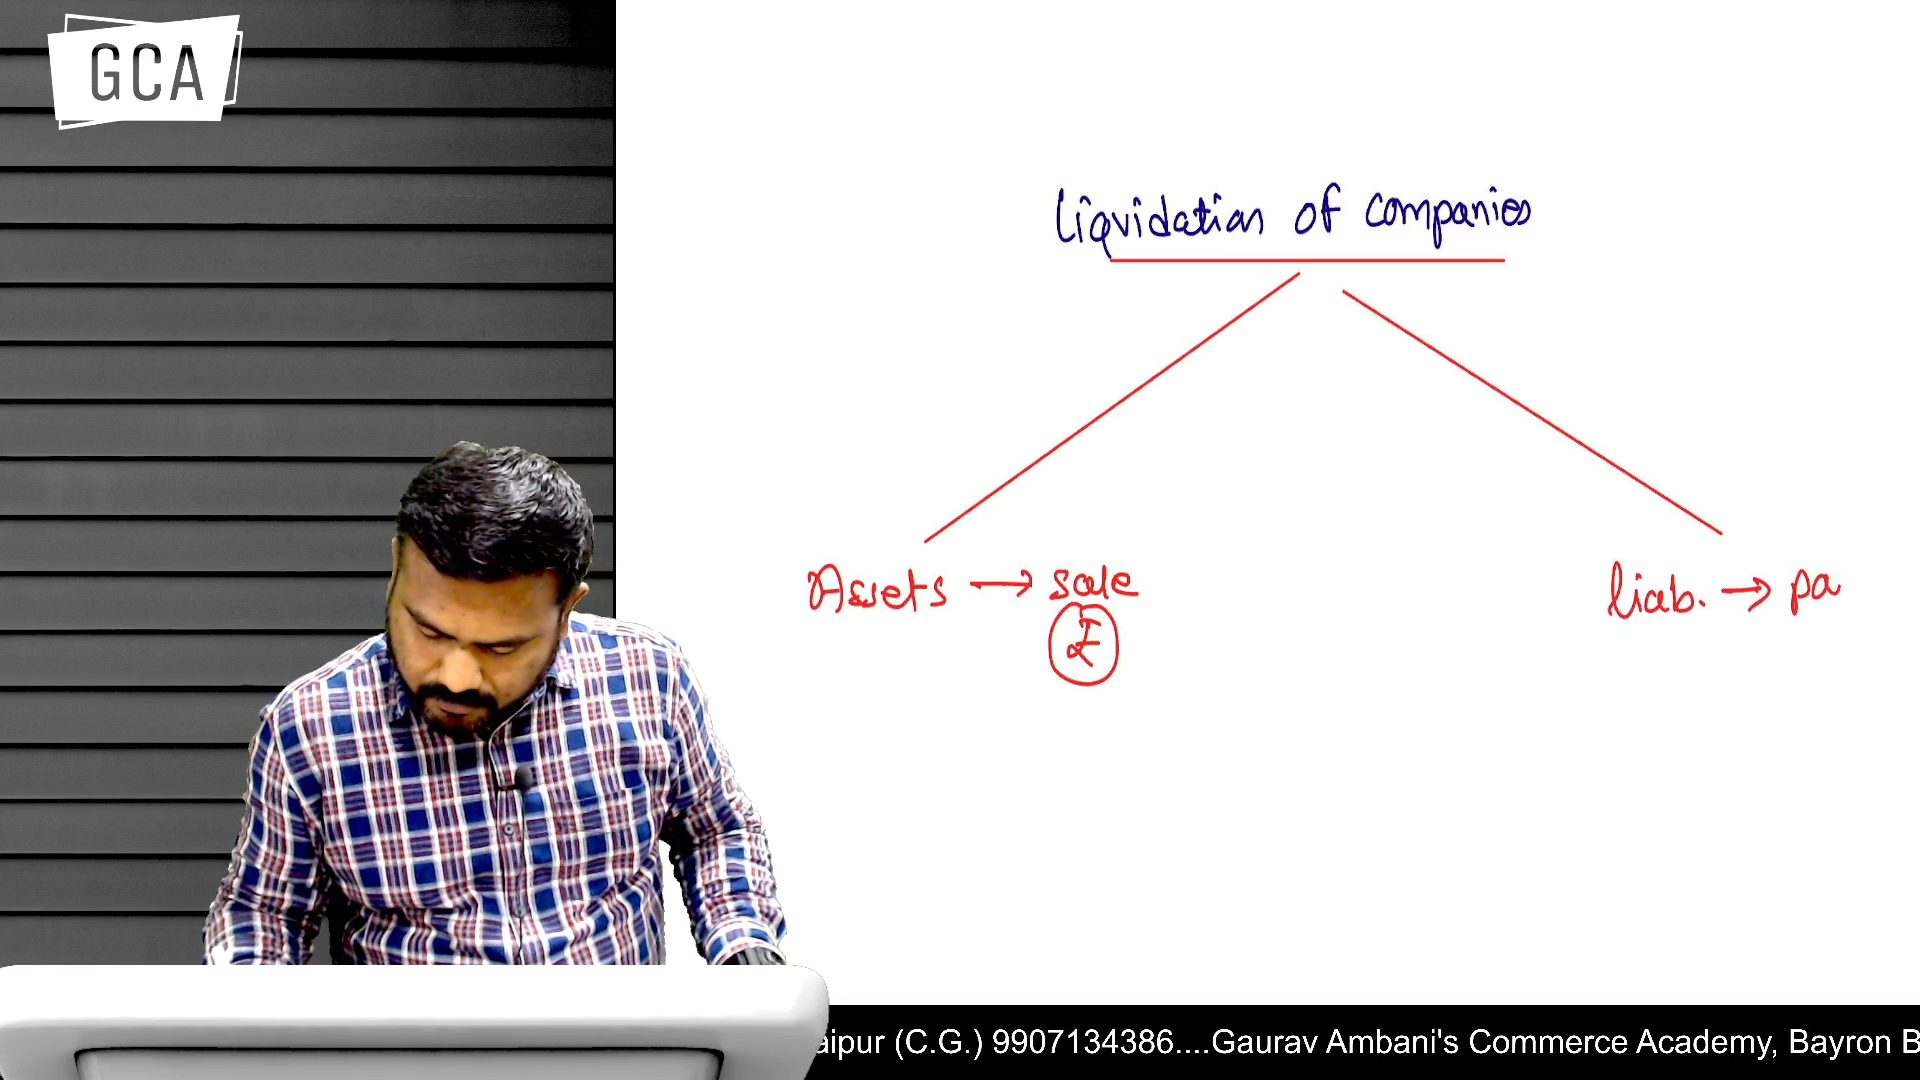 GCA
Liquidation of companies
Assets → sale
liab. → pa
aipur (C.G.) 9907134386....Gaurav Ambani's Commerce Academy, Bayron B